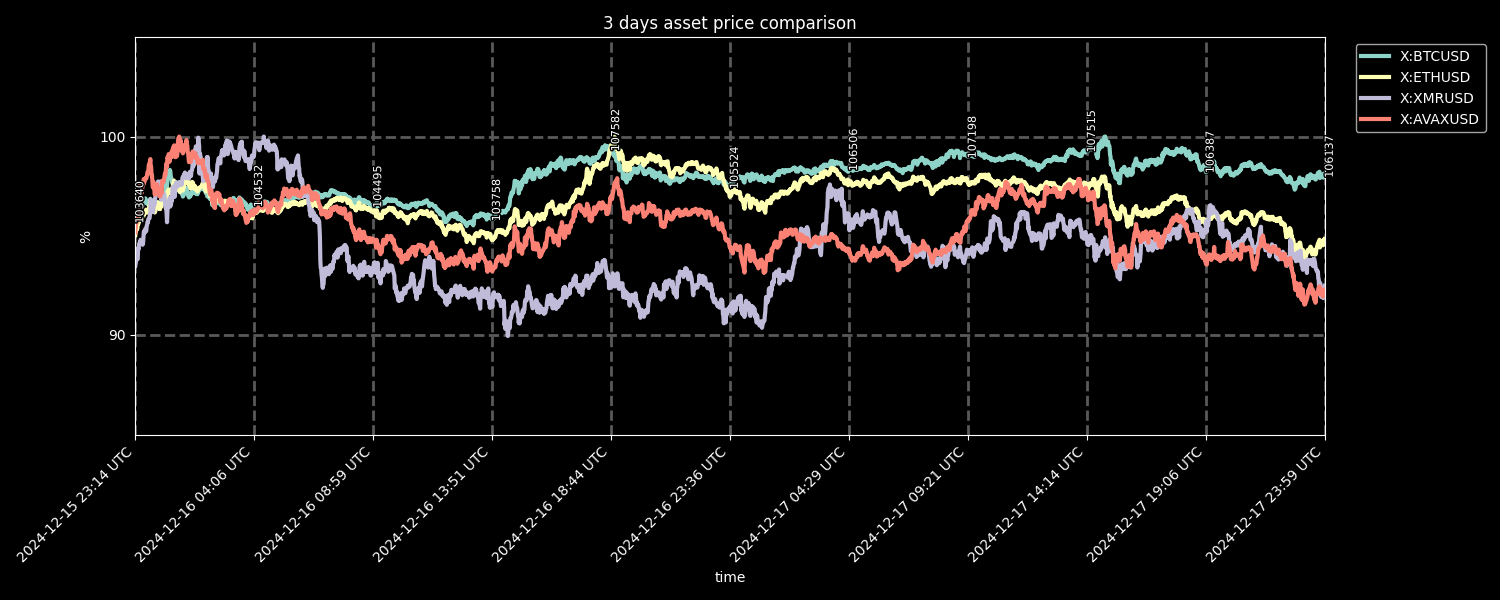 3 days asset price comparison
X:BTCUSD
X:ETHUSD
X:XMRUSD
X:AVAXUSD
100
90
%
103640
104532
104495
103758
107582
105524
106506
107198
107515
106387
106137
2024-12-15 23:14 UTC
2024-12-16 04:06 UTC
2024-12-16 08:59 UTC
2024-12-16 13:51 UTC
2024-12-16 18:44 UTC
2024-12-16 23:36 UTC
2024-12-17 04:29 UTC
2024-12-17 09:21 UTC
2024-12-17 14:14 UTC
2024-12-17 19:06 UTC
2024-12-17 23:59 UTC
time